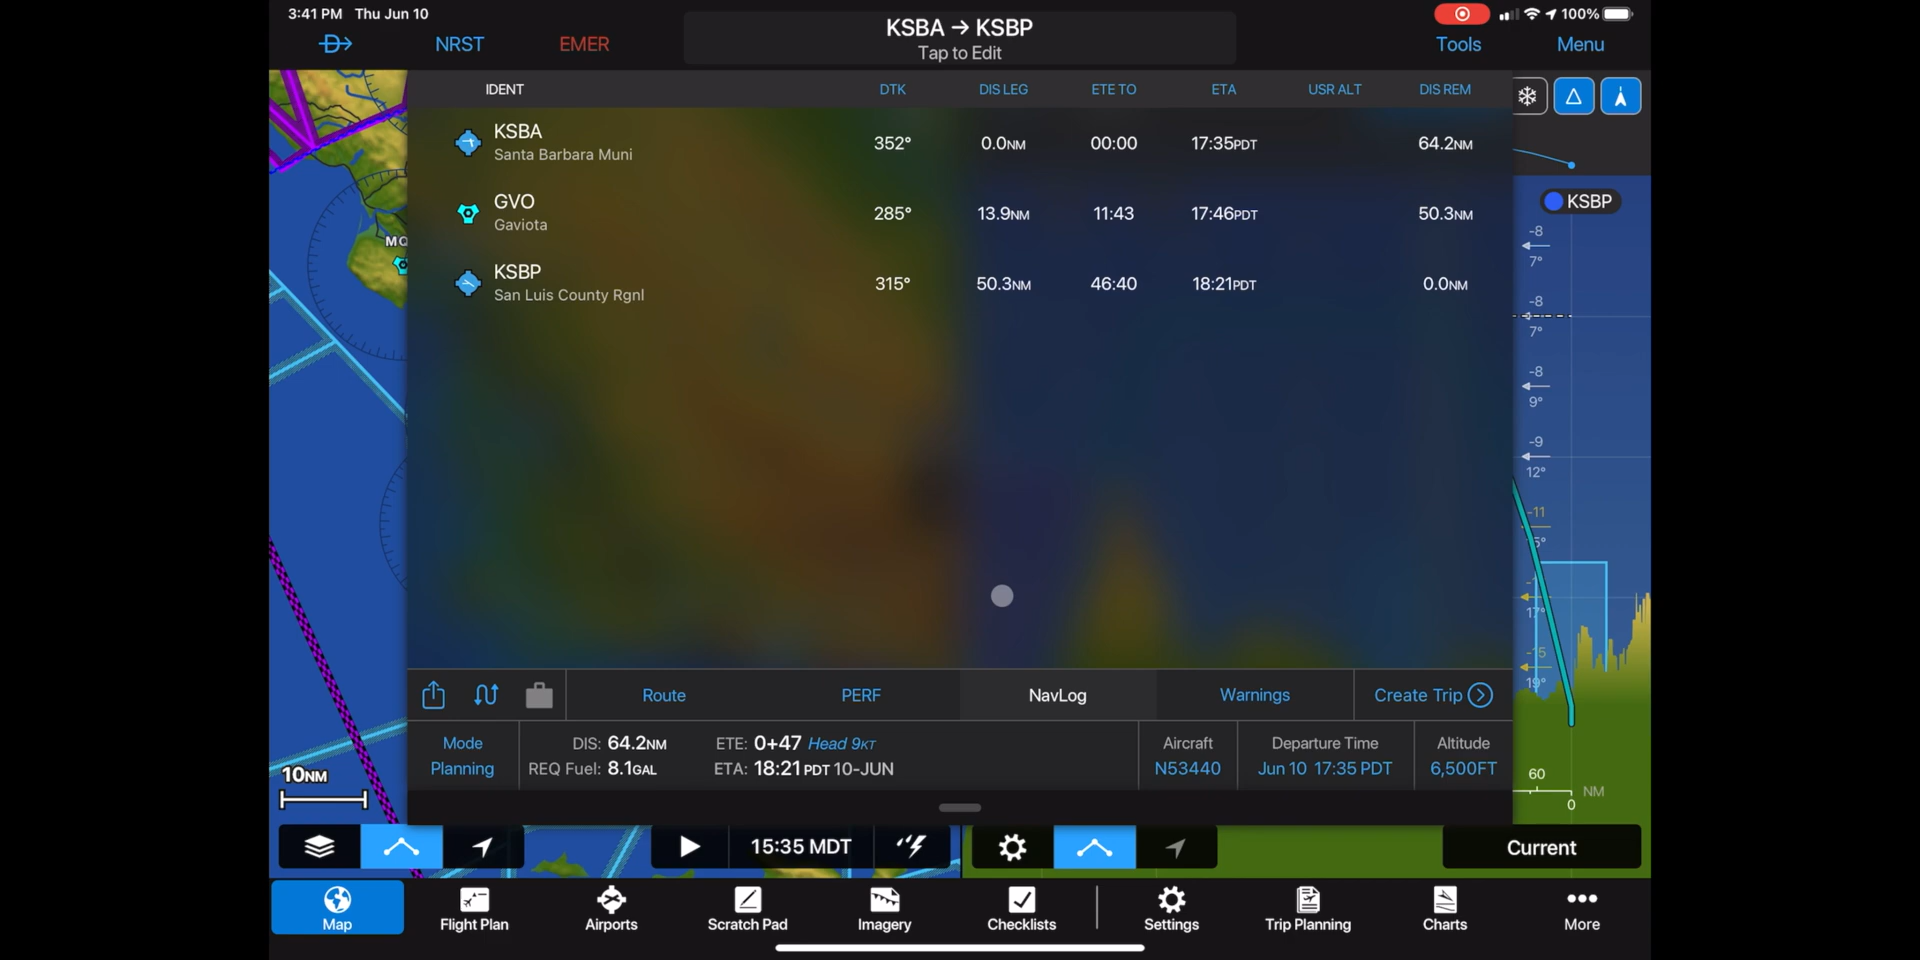 3:41 PM Thu Jun 10
100%
NRST
EMER
KSBA → KSBP
Tap to Edit
Tools
Menu
IDENT DTK DIS LEG ETE TO ETA USR ALT DIS REM
KSBA
Santa Barbara Muni
352° 0.0NM 00:00 17:35PDT 64.2NM
GVO
Gaviota
285° 13.9NM 11:43 17:46PDT 50.3NM
KSBP
San Luis County Rgnl
315° 50.3NM 46:40 18:21PDT 0.0NM
KSBP
-8
7°
-8
7°
-8
9°
-9
12°
-11
17°
-15
19°
60
0
NM
10NM
Route
PERF
NavLog
Warnings
Create Trip
Mode
Planning
DIS: 64.2NM
REQ Fuel: 8.1GAL
ETE: 0+47 Head 9KT
ETA: 18:21 PDT 10-JUN
Aircraft
N53440
Departure Time
Jun 10 17:35 PDT
Altitude
6,500FT
15:35 MDT
Current
Map
Flight Plan
Airports
Scratch Pad
Imagery
Checklists
Settings
Trip Planning
Charts
More